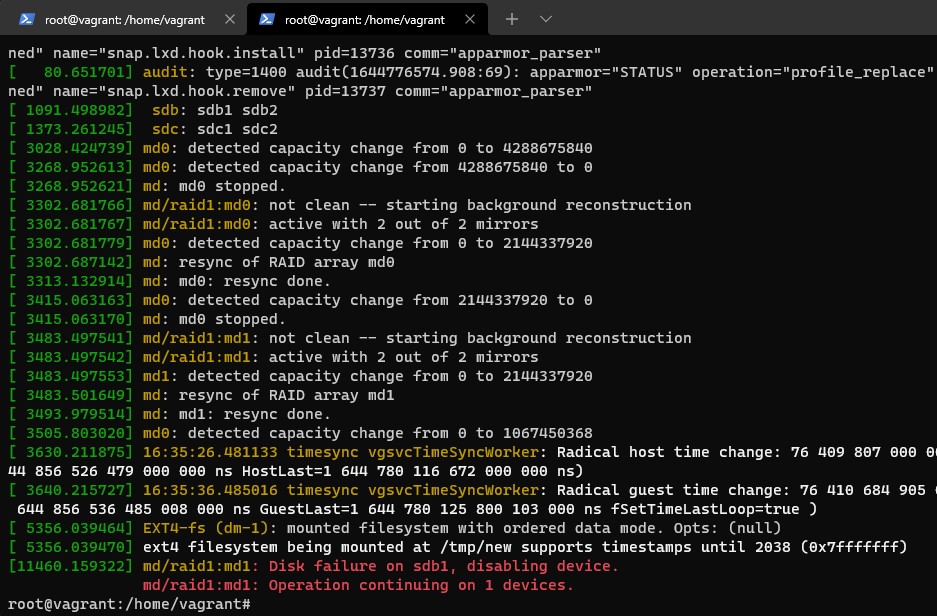 root@vagrant: /home/vagrant
root@vagrant: /home/vagrant
ned" name="snap.lxd.hook.install" pid=13736 comm="apparmor_parser"
[   80.651701] audit: type=1400 audit(1644776574.908:69): apparmor="STATUS" operation="profile_replace"
ned" name="snap.lxd.hook.remove" pid=13737 comm="apparmor_parser"
[ 1091.498982]  sdb: sdb1 sdb2
[ 1373.261245]  sdc: sdc1 sdc2
[ 3028.424739] md0: detected capacity change from 0 to 4288675840
[ 3268.952613] md0: detected capacity change from 4288675840 to 0
[ 3268.952621] md: md0 stopped.
[ 3302.681766] md/raid1:md0: not clean -- starting background reconstruction
[ 3302.681767] md/raid1:md0: active with 2 out of 2 mirrors
[ 3302.681779] md0: detected capacity change from 0 to 2144337920
[ 3302.687142] md: resync of RAID array md0
[ 3313.132914] md: md0: resync done.
[ 3415.063163] md0: detected capacity change from 2144337920 to 0
[ 3415.063170] md: md0 stopped.
[ 3483.497541] md/raid1:md1: not clean -- starting background reconstruction
[ 3483.497542] md/raid1:md1: active with 2 out of 2 mirrors
[ 3483.497553] md1: detected capacity change from 0 to 2144337920
[ 3483.501649] md: resync of RAID array md1
[ 3493.979514] md: md1: resync done.
[ 3505.803020] md0: detected capacity change from 0 to 1067450368
[ 3630.211875] 16:35:26.481133 timesync vgsvcTimeSyncWorker: Radical host time change: 76 409 807 000 00
44 856 526 479 000 000 ns HostLast=1 644 780 116 672 000 000 ns)
[ 3640.215727] 16:35:36.485016 timesync vgsvcTimeSyncWorker: Radical guest time change: 76 410 684 905
 644 856 536 485 008 000 ns GuestLast=1 644 780 125 800 103 000 ns fSetTimeLastLoop=true )
[ 5356.039464] EXT4-fs (dm-1): mounted filesystem with ordered data mode. Opts: (null)
[ 5356.039470] ext4 filesystem being mounted at /tmp/new supports timestamps until 2038 (0x7fffffff)
[11460.159322] md/raid1:md1: Disk failure on sdb1, disabling device.
               md/raid1:md1: Operation continuing on 1 devices.
root@vagrant:/home/vagrant#